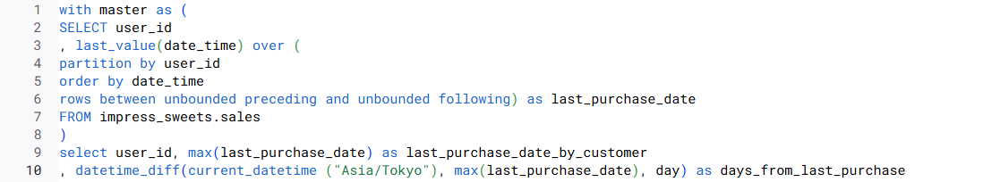 1 with master as (
2 SELECT user_id
3 , last_value(date_time) over (
4 partition by user_id
5 order by date_time
6 rows between unbounded preceding and unbounded following) as last_purchase_date
7 FROM impress_sweets.sales
8 )
9 select user_id, max(last_purchase_date) as last_purchase_date_by_customer
10 , datetime_diff(current_datetime ("Asia/Tokyo"), max(last_purchase_date), day) as days_from_last_purchase